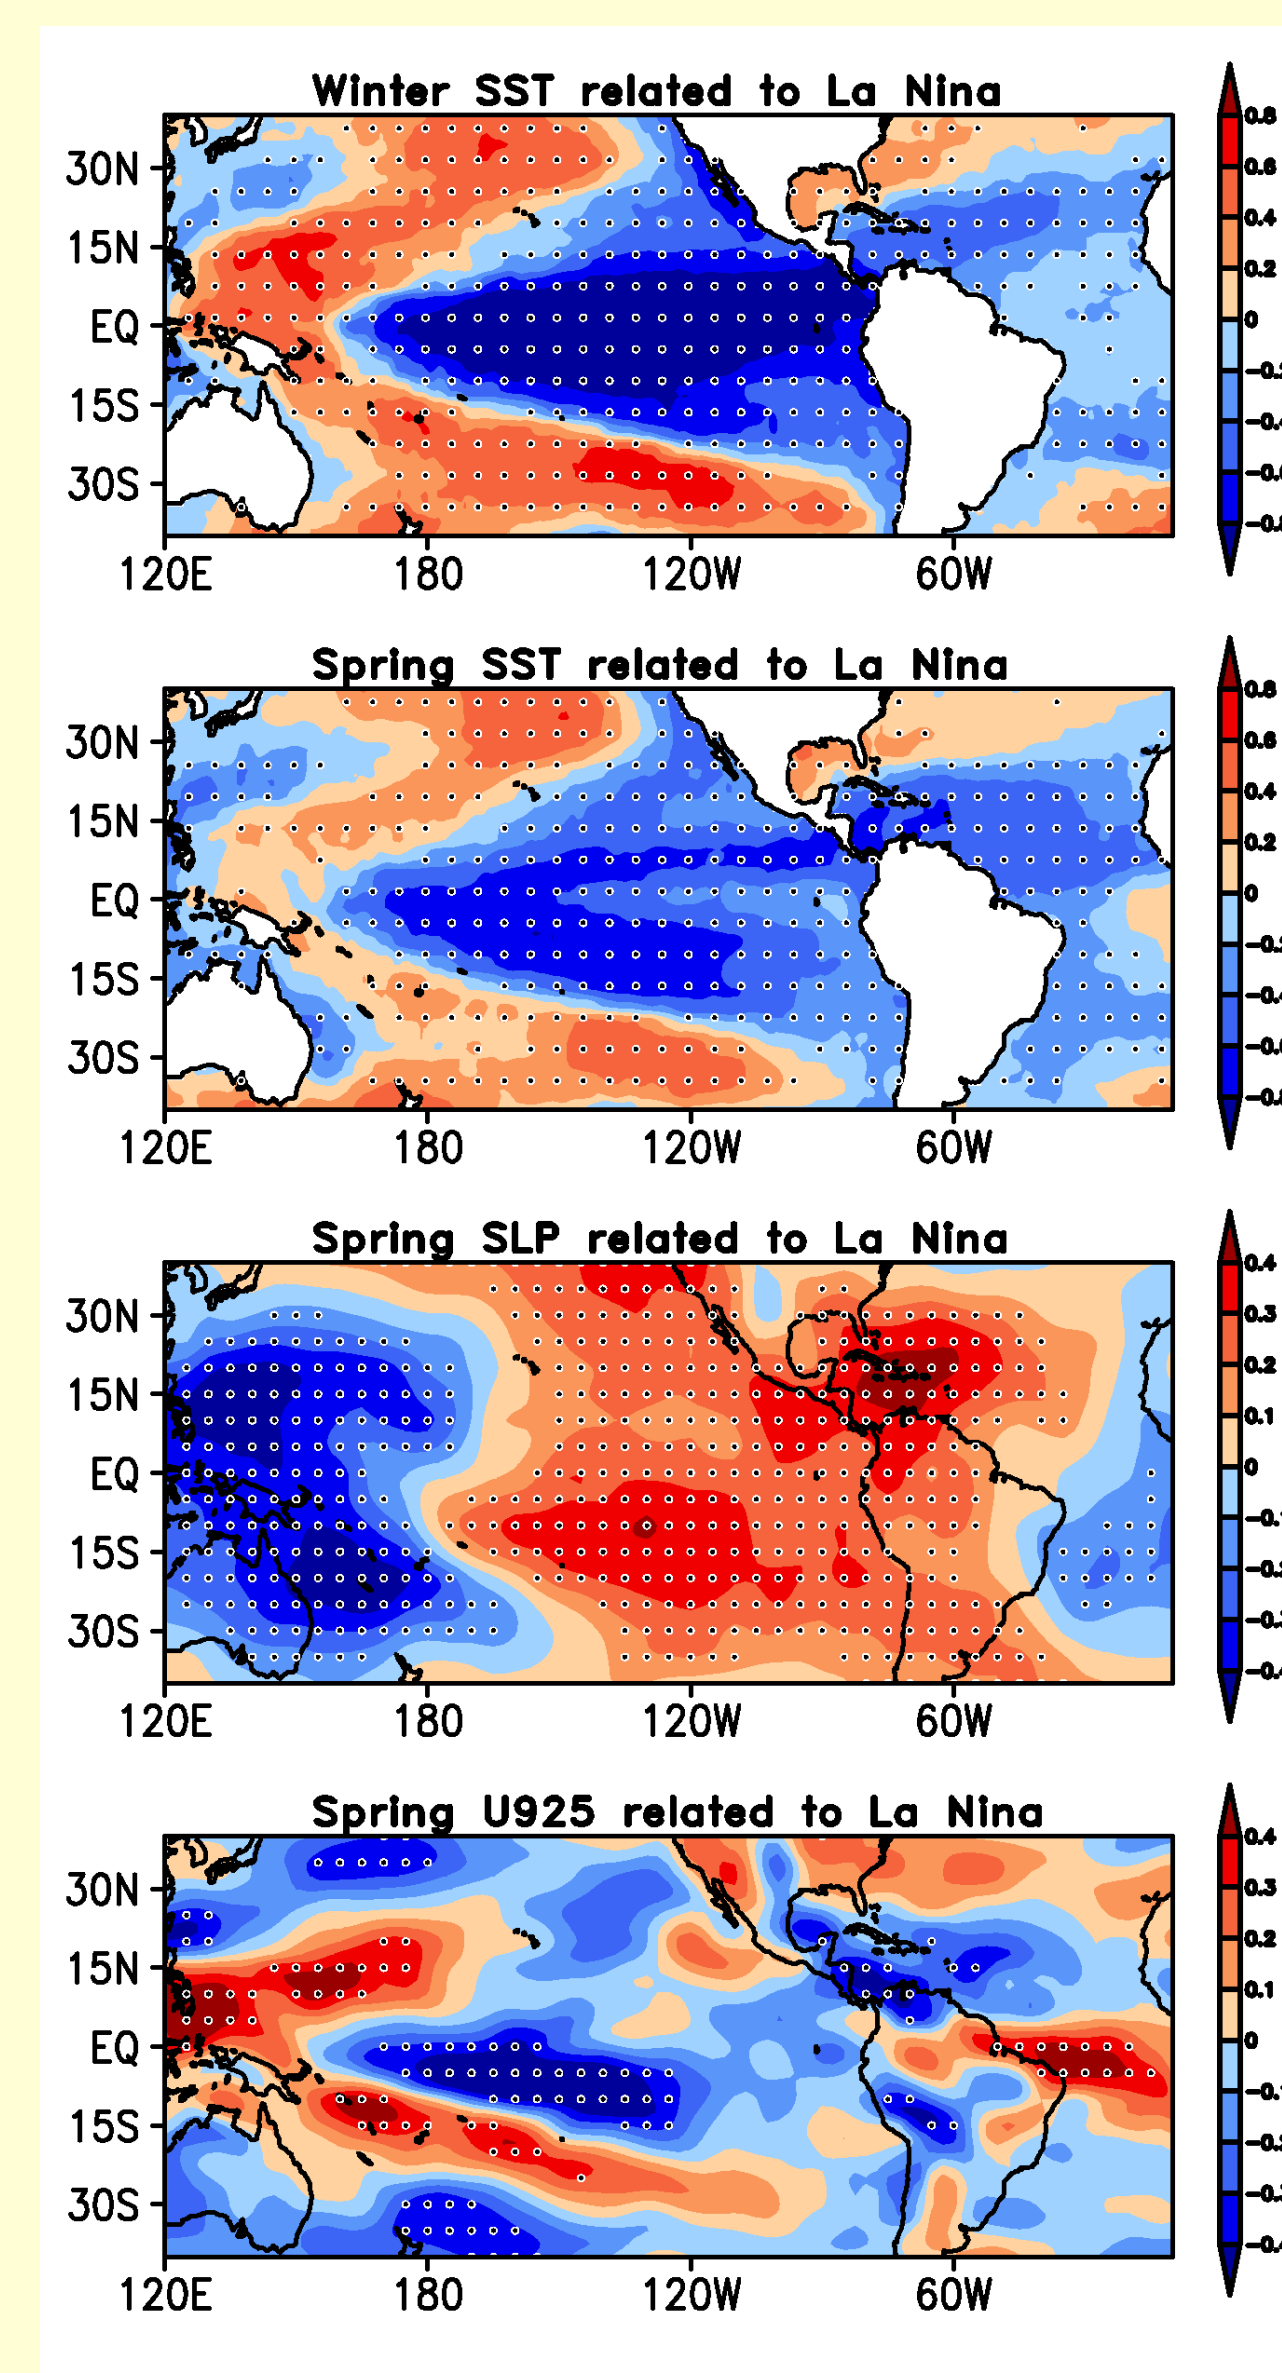 Winter SST related to La Nina
30N
15N
EQ
15S
30S
120E 180 120W 60W
0.8
0.6
0.4
0.2
0
Spring SST related to La Nina
30N
15N
EQ
15S
30S
120E 180 120W 60W
0.8
0.6
0.4
0.2
0
Spring SLP related to La Nina
30N
15N
EQ
15S
30S
120E 180 120W 60W
0.4
0.3
0.2
0.1
0
Spring U925 related to La Nina
30N
15N
EQ
15S
30S
120E 180 120W 60W
0.4
0.3
0.2
0.1
0